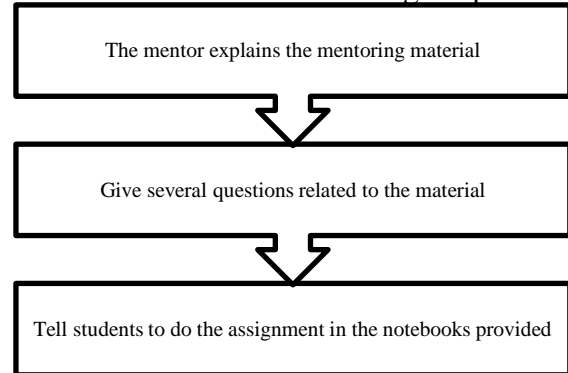 The mentor explains the mentoring material
Give several questions related to the material
Tell students to do the assignment in the notebooks provided